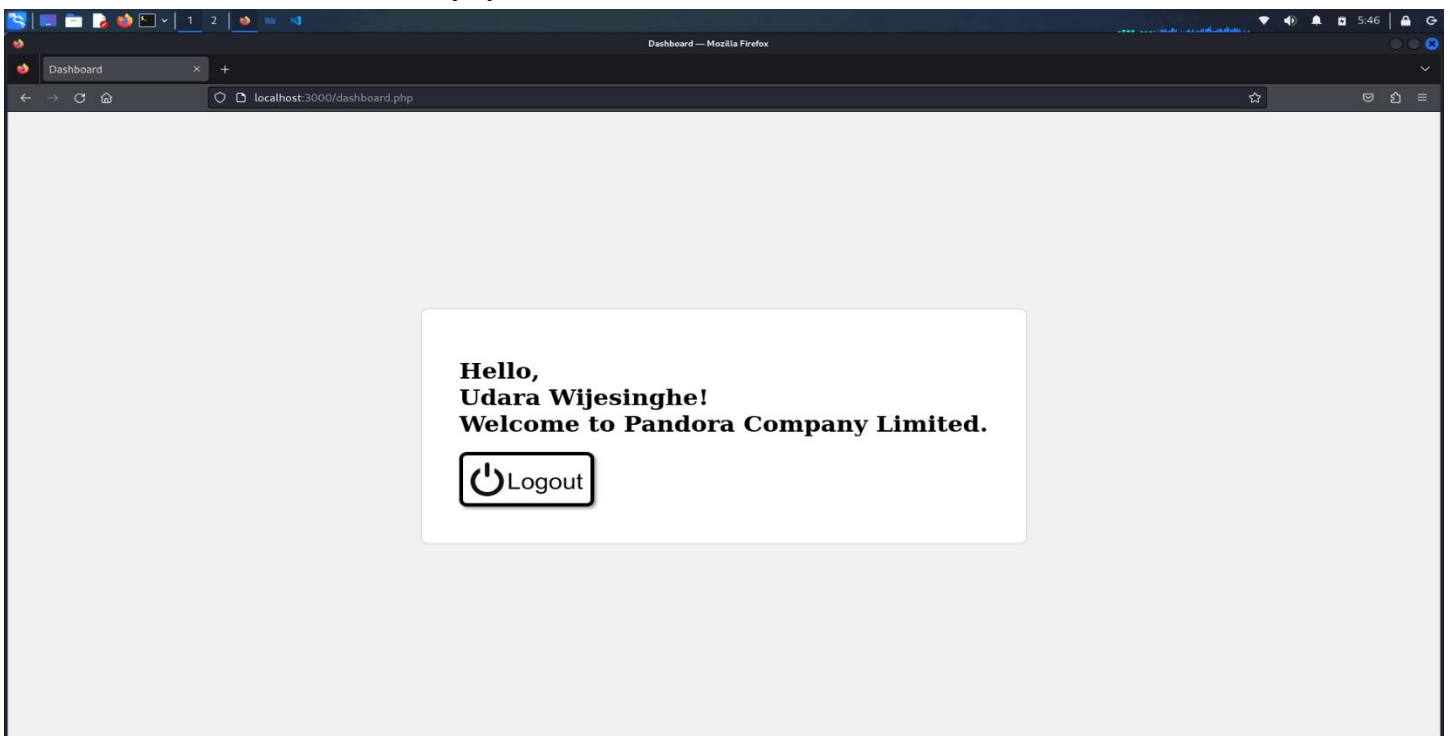 1 2 5:46
Dashboard — Mozilla Firefox
Dashboard
localhost:3000/dashboard.php
Hello,
Udara Wijesinghe!
Welcome to Pandora Company Limited.
Logout